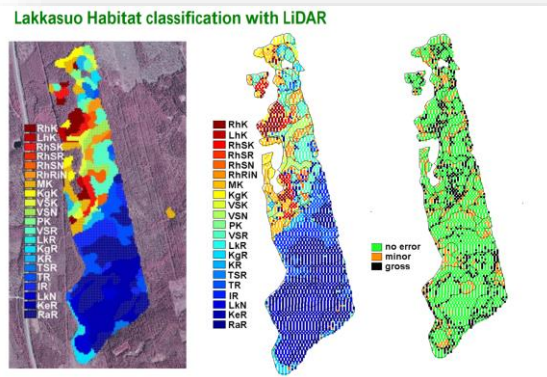 Lakkasuo Habitat classification with LiDAR
RhK
LhK
RhSK
RhSR
RhSN
RhRiN
MK
KgK
VSK
VSN
PK
VSR
LkR
KgR
KR
TSR
TR
IR
LkN
KeR
RaR
RhK
LhK
RhSK
RhSR
RhSN
RhRiN
MK
KgK
VSK
VSN
PK
VSR
LkR
KgR
KR
TSR
TR
IR
LkN
KeR
RaR
no error
minor
gross